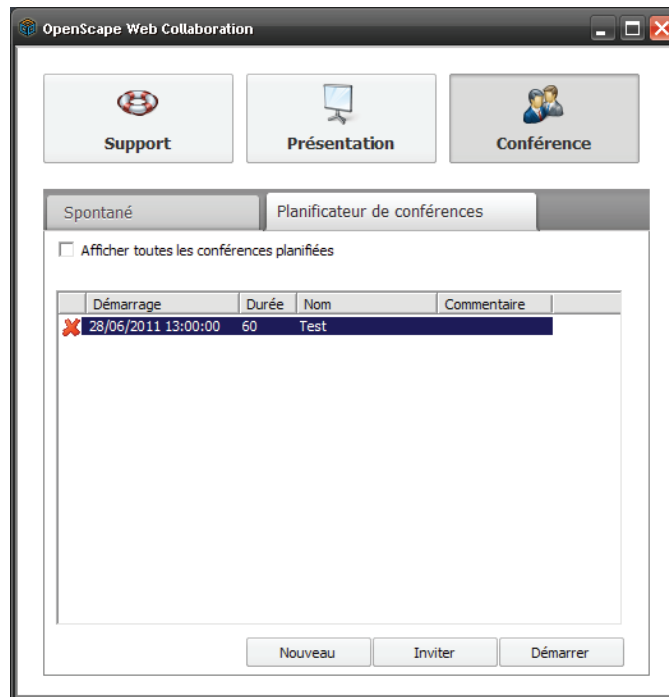 OpenScape Web Collaboration
Support Présentation Conférence
Spontané Planificateur de conférences
Afficher toutes les conférences planifiées
Démarrage Durée Nom Commentaire
28/06/2011 13:00:00 60 Test
Nouveau Inviter Démarrer